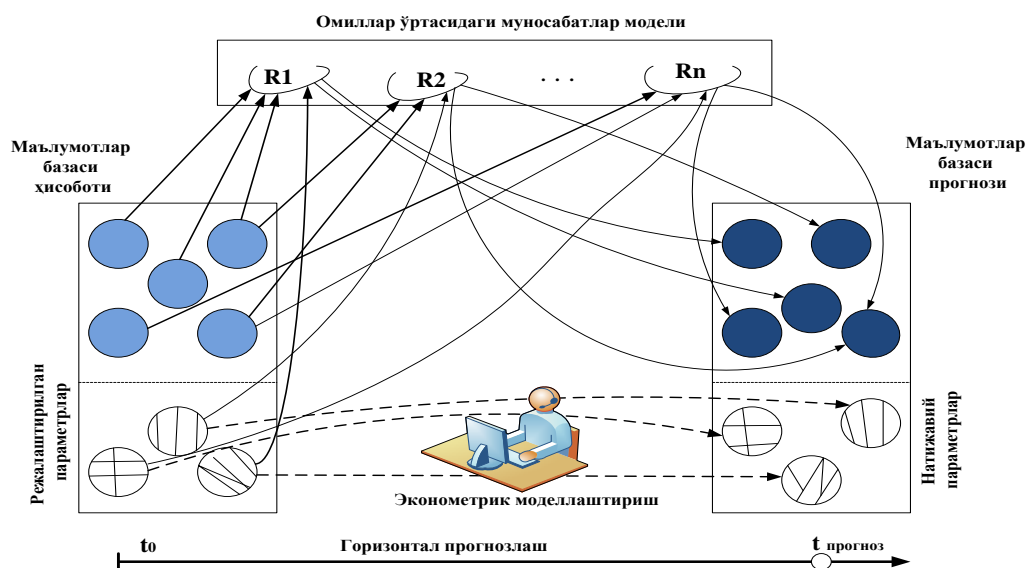 Омиллар ўртасидаги муносабатлар модели
R1
R2
. . .
Rn
Маълумотлар
базаси
ҳисоботи
Маълумотлар
базаси
прогнози
Режалаштирилган
параметрлар
Натижавий
параметрлар
Эконометрик моделлаштириш
t0
Горизонтал прогнозлаш
t прогноз